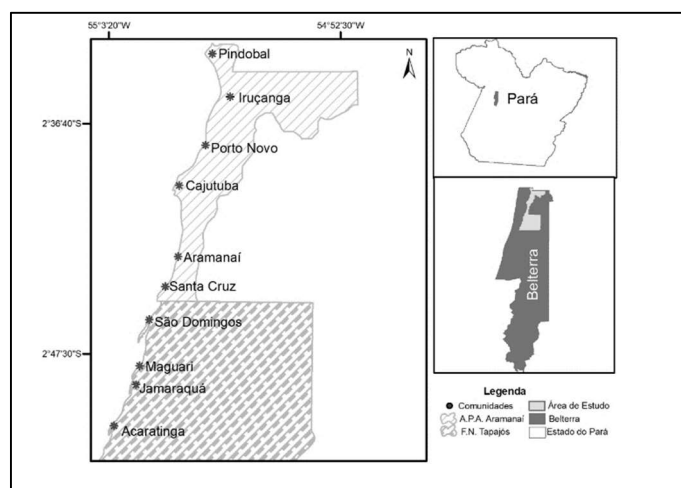 55°3'20"W
54°52'30"W
N
2°36'40"S
2°47'30"S
Pindobal
Iruçanga
Porto Novo
Cajutuba
Aramanaí
Santa Cruz
São Domingos
Maguari
Jamaraquá
Acaratinga
Pará
Belterra
Legenda
Comunidades
A.P.A. Aramanaí
F.N. Tapajós
Área de Estudo
Belterra
Estado do Pará